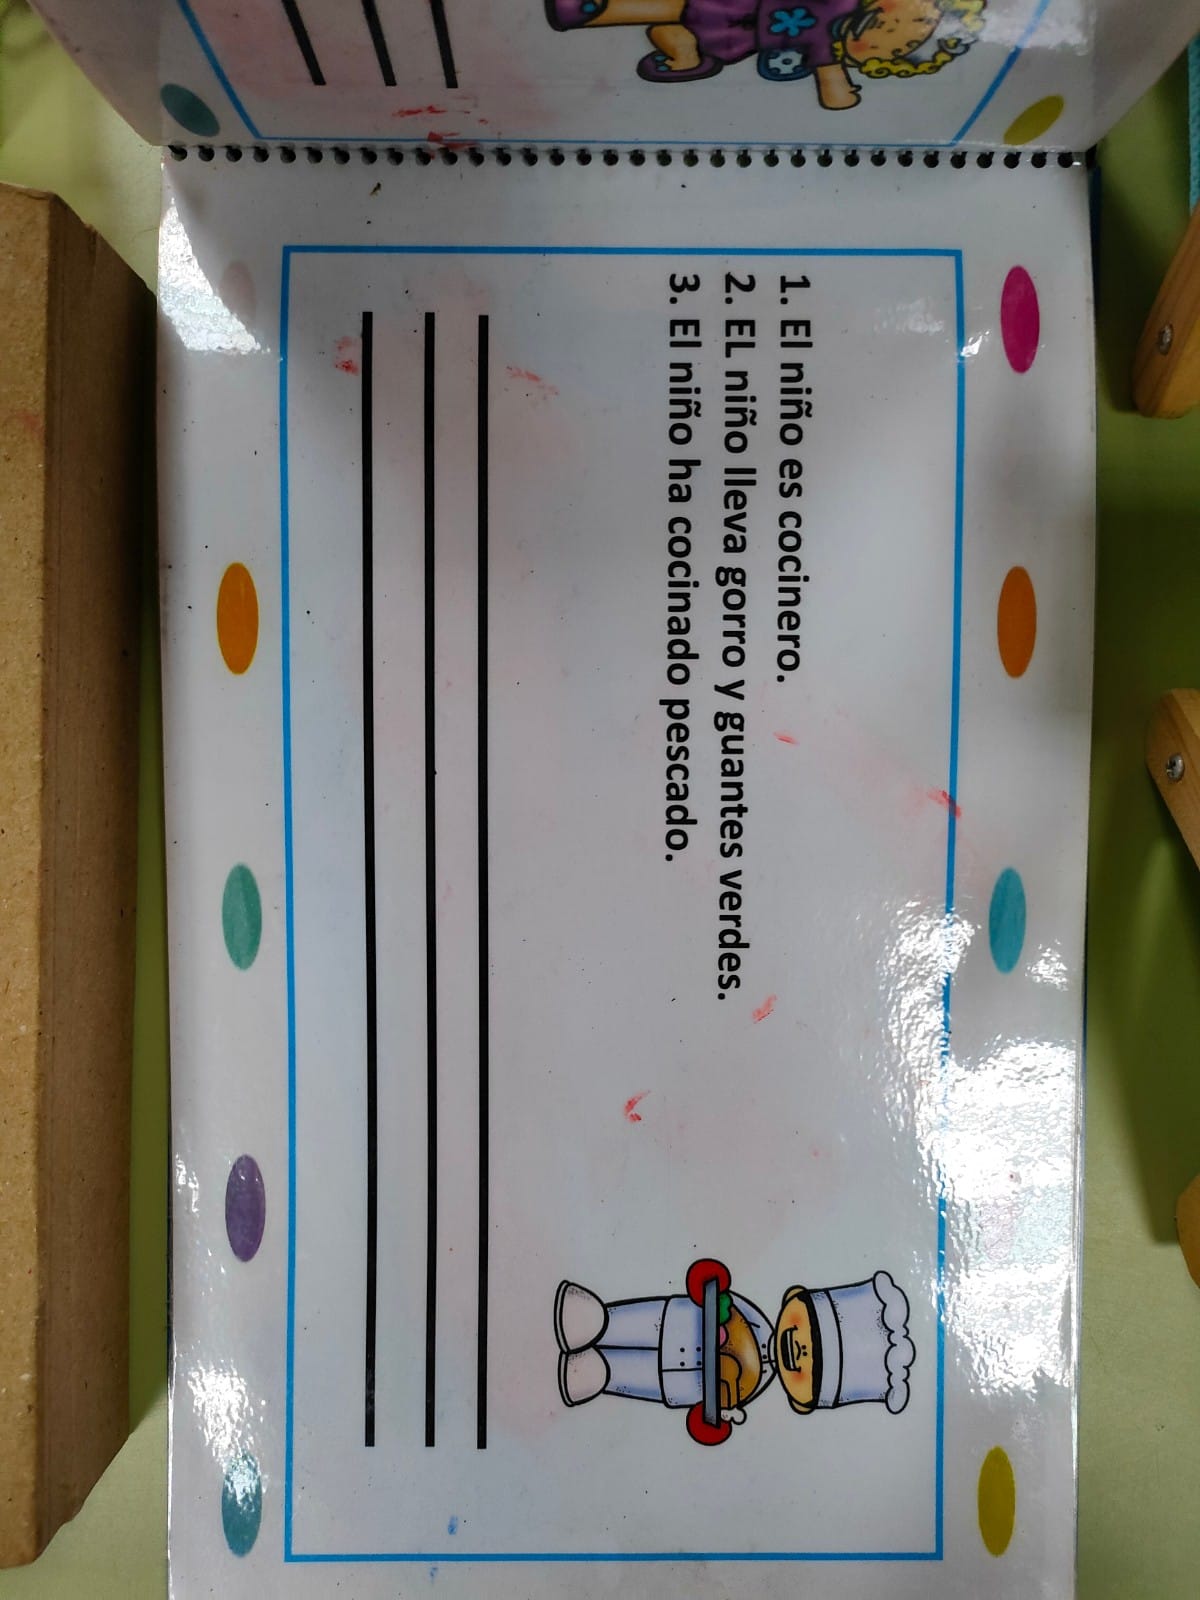 1. El niño es cocinero.
2. EL niño lleva gorro y guantes verdes.
3. El niño ha cocinado pescado.